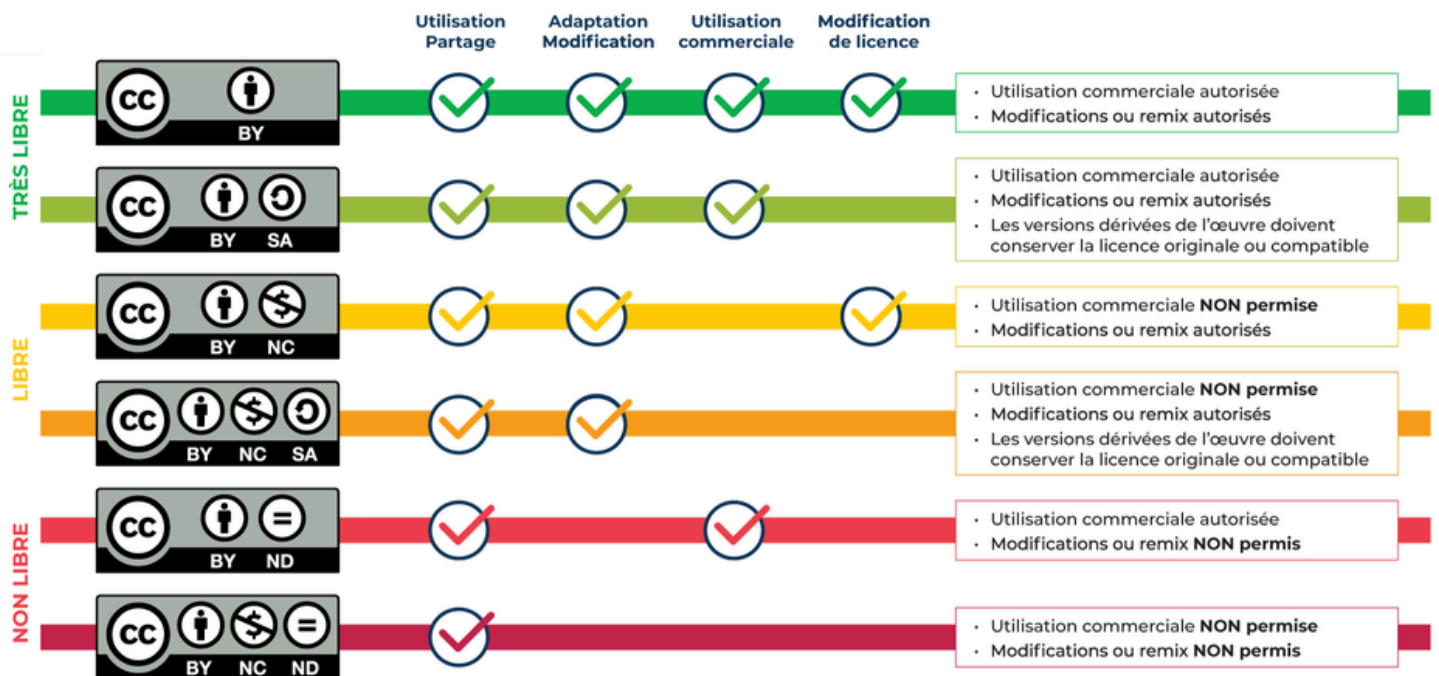 Utilisation Partage
Adaptation Modification
Utilisation commerciale
Modification de licence
TRÈS LIBRE
CC
BY
· Utilisation commerciale autorisée
· Modifications ou remix autorisés
CC
BY SA
· Utilisation commerciale autorisée
· Modifications ou remix autorisés
· Les versions dérivées de l’œuvre doivent
conserver la licence originale ou compatible
LIBRE
CC
$
BY NC
· Utilisation commerciale NON permise
· Modifications ou remix autorisés
CC
$
BY NC SA
· Utilisation commerciale NON permise
· Modifications ou remix autorisés
· Les versions dérivées de l’œuvre doivent
conserver la licence originale ou compatible
NON LIBRE
CC
=
BY ND
· Utilisation commerciale autorisée
· Modifications ou remix NON permis
CC
$ =
BY NC ND
· Utilisation commerciale NON permise
· Modifications ou remix NON permis